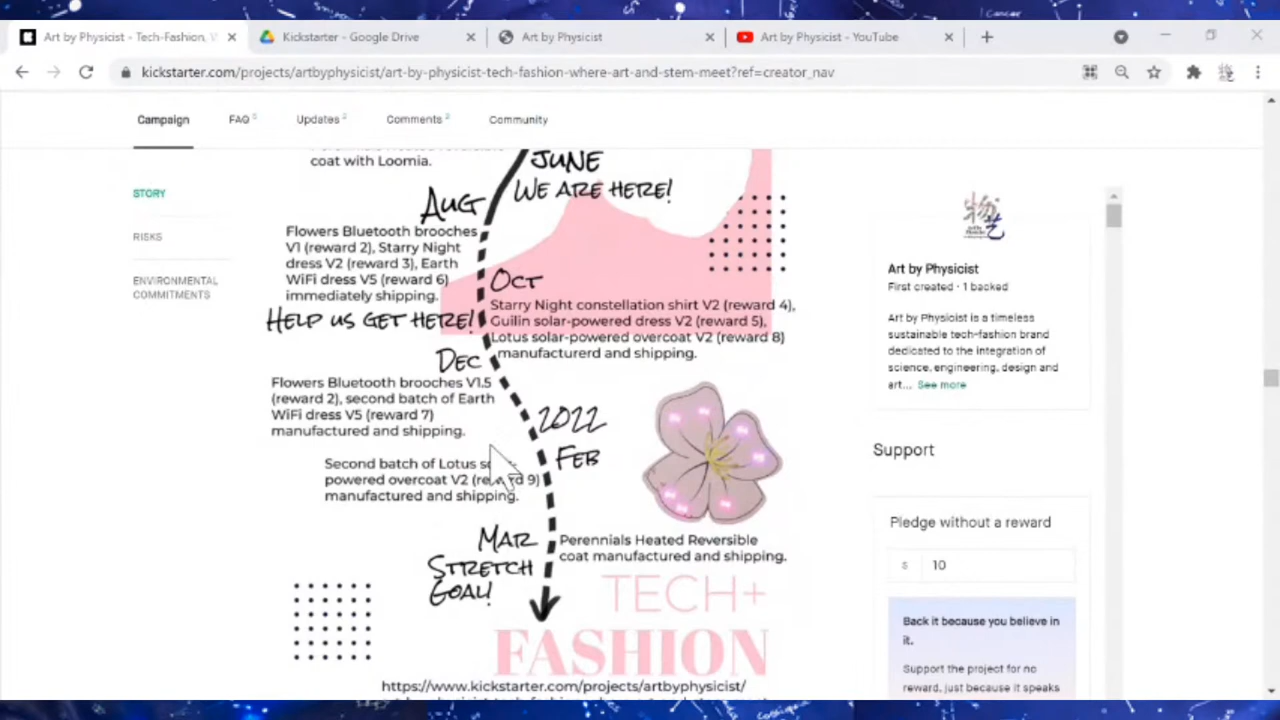 Cancer
Art by Physicist - Tech-Fashion, W
Kickstarter - Google Drive
Art by Physicist
Art by Physicist - YouTube
kickstarter.com/projects/artbyphysicist/art-by-physicist-tech-fashion-where-art-and-stem-meet?ref=creator_nav
Campaign
FAQ
Updates
Comments
Community
STORY
RISKS
ENVIRONMENTAL
COMMITMENTS
coat with Loomia.
JUNE
WE ARE HERE!
AUG
Flowers Bluetooth brooches
V1 (reward 2), Starry Night
dress V2 (reward 3), Earth
WiFi dress V5 (reward 6)
immediately shipping.
HELP US GET HERE!
OCT
Starry Night constellation shirt V2 (reward 4),
Guilin solar-powered dress V2 (reward 5),
Lotus solar-powered overcoat V2 (reward 8)
manufacturerd and shipping.
DEC
Flowers Bluetooth brooches V1.5
(reward 2), second batch of Earth
WiFi dress V5 (reward 7)
manufactured and shipping.
2022
FEB
Second batch of Lotus so
powered overcoat V2 (reward 9)
manufactured and shipping.
MAR
STRETCH
GOAL!
Perennials Heated Reversible
coat manufactured and shipping.
TECH+
FASHION
https://www.kickstarter.com/projects/artbyphysicist/
物艺
Art by Physicist
First created · 1 backed
Art by Physicist is a timeless
sustainable tech-fashion brand
dedicated to the integration of
science, engineering, design and
art... See more
Support
Pledge without a reward
$ 10
Back it because you believe in
it.
Support the project for no
reward, just because it speaks